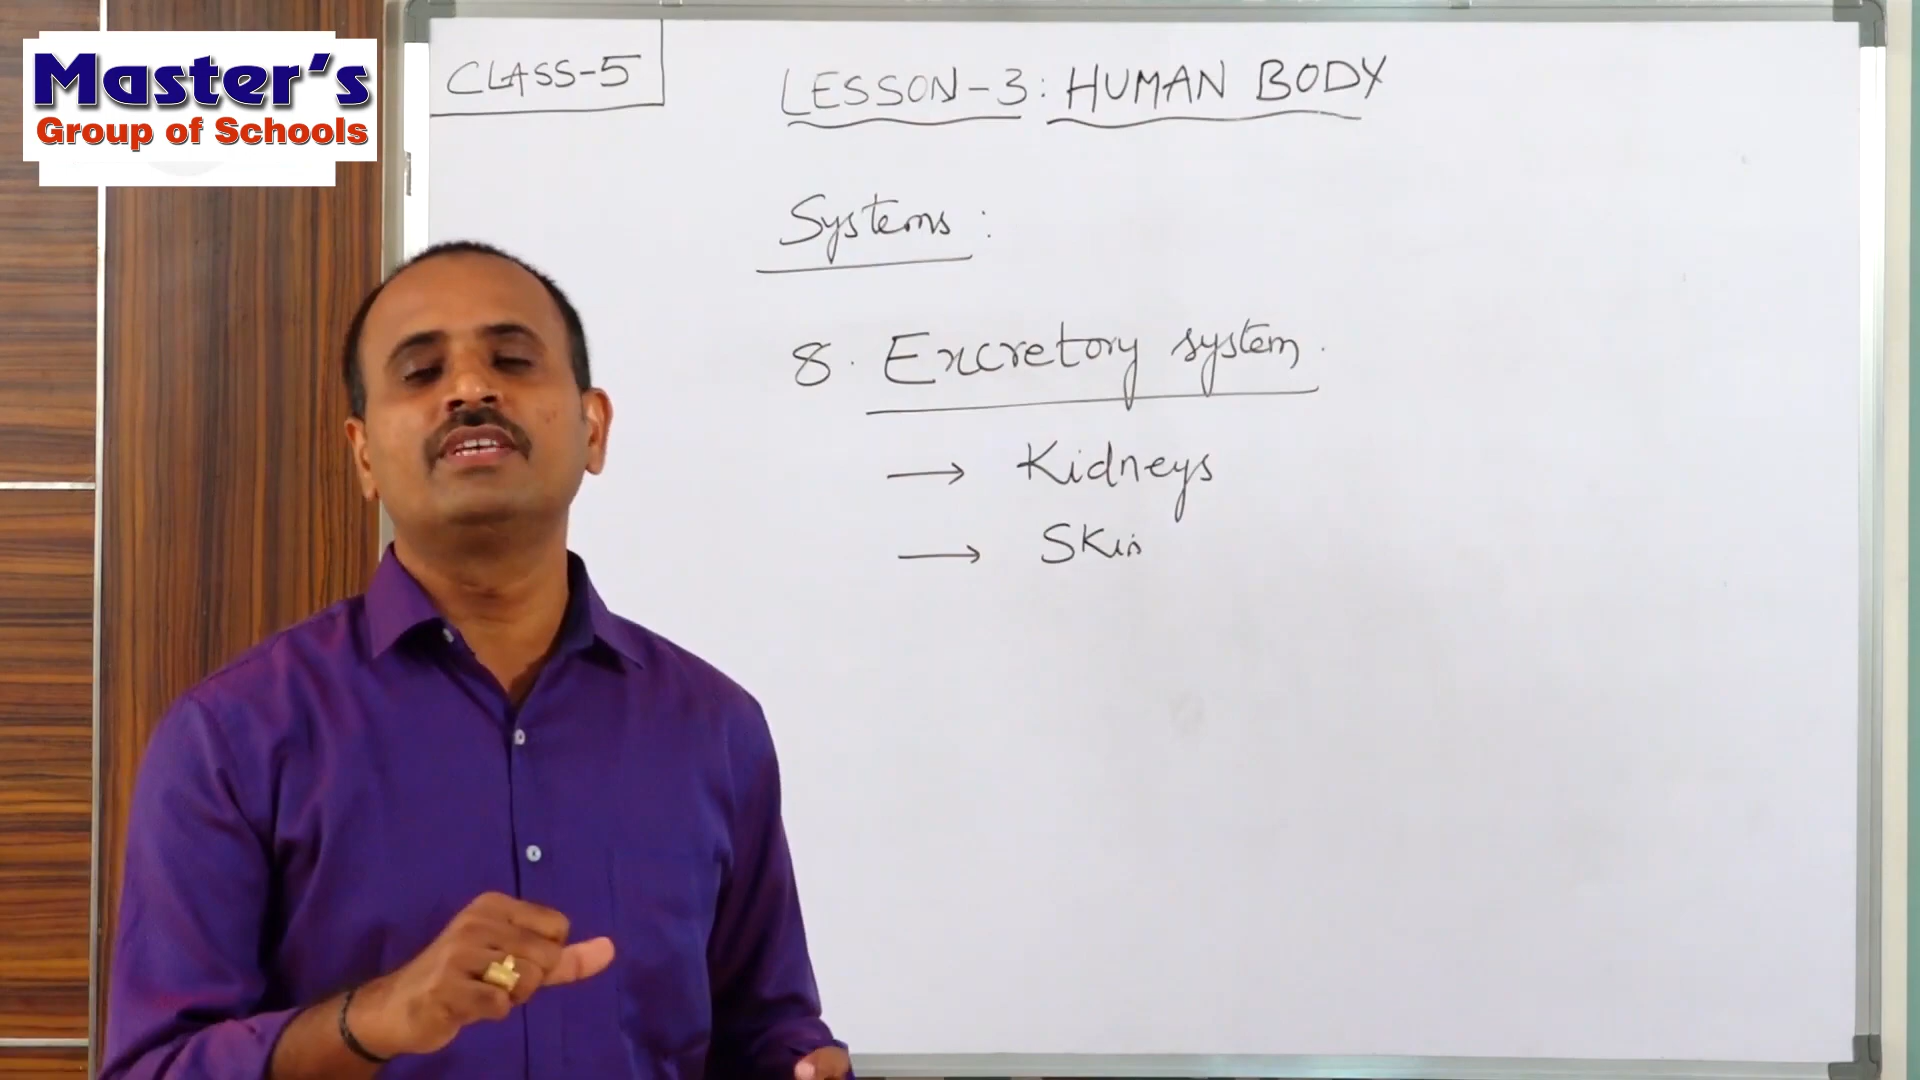 Master's
Group of Schools
CLASS-5
LESSON-3: HUMAN BODY
Systems:
8. Excretory system.
→ Kidneys
→ Skin